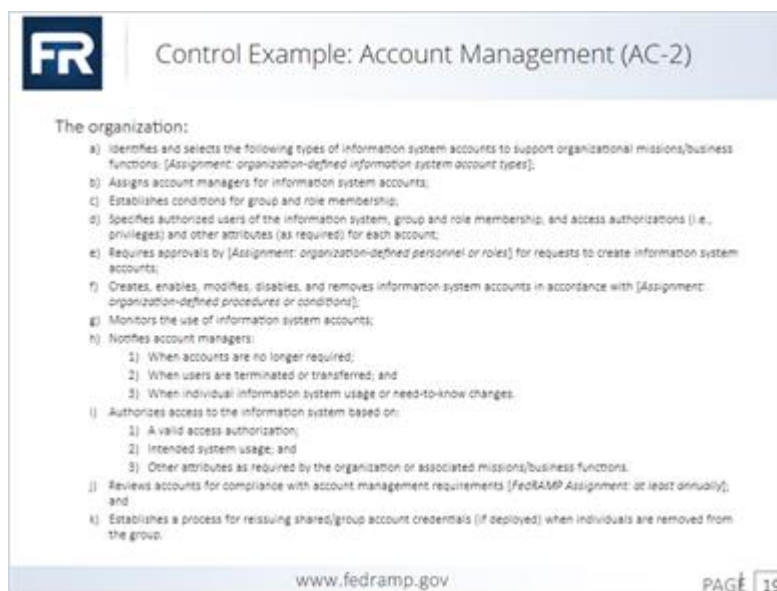 FR
Control Example: Account Management (AC-2)
The organization:
a) Identifies and selects the following types of information system accounts to support organizational missions/business
functions: [Assignment: organization-defined information system account types];
b) Assigns account managers for information system accounts;
c) Establishes conditions for group and role membership;
d) Specifies authorized users of the information system, group and role membership, and access authorizations (i.e.,
privileges) and other attributes (as required) for each account;
e) Requires approvals by [Assignment: organization-defined personnel or roles] for requests to create information system
accounts;
f) Creates, enables, modifies, disables, and removes information system accounts in accordance with [Assignment:
organization-defined procedures or conditions];
g) Monitors the use of information system accounts;
h) Notifies account managers:
1) When accounts are no longer required;
2) When users are terminated or transferred; and
3) When individual information system usage or need-to-know changes.
i) Authorizes access to the information system based on:
1) A valid access authorization;
2) Intended system usage; and
3) Other attributes as required by the organization or associated missions/business functions.
j) Reviews accounts for compliance with account management requirements [FedRAMP Assignment: at least annually];
and
k) Establishes a process for reissuing shared/group account credentials (if deployed) when individuals are removed from
the group.
www.fedramp.gov
PAGE 19